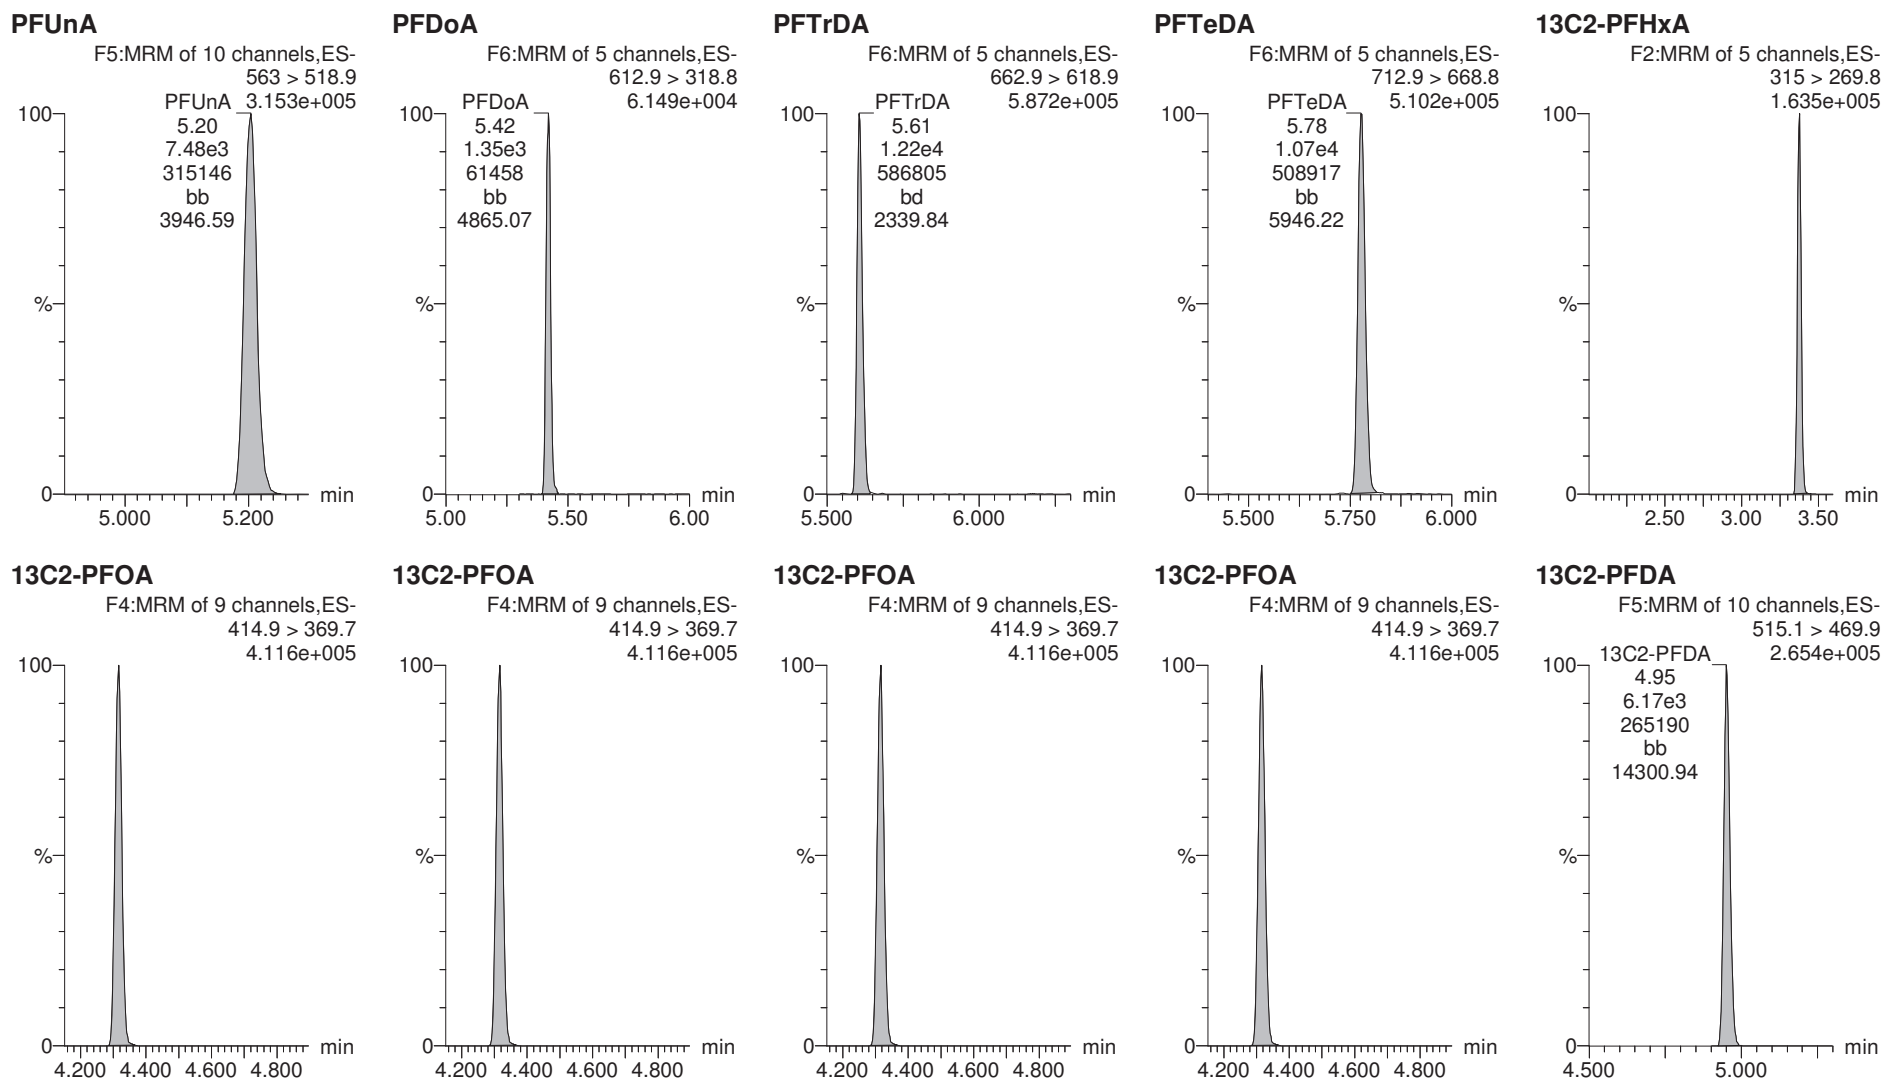 PFUnA
F5:MRM of 10 channels,ES-
563 > 518.9
3.153e+005
PFUnA
5.20
7.48e3
315146
bb
3946.59
100
%
0
5.000 5.200
min
PFDoA
F6:MRM of 5 channels,ES-
612.9 > 318.8
6.149e+004
PFDoA
5.42
1.35e3
61458
bb
4865.07
100
%
0
5.00 5.50 6.00
min
PFTrDA
F6:MRM of 5 channels,ES-
662.9 > 618.9
5.872e+005
PFTrDA
5.61
1.22e4
586805
bd
2339.84
100
%
0
5.500 6.000
min
PFTeDA
F6:MRM of 5 channels,ES-
712.9 > 668.8
5.102e+005
PFTeDA
5.78
1.07e4
508917
bb
5946.22
100
%
0
5.500 5.750 6.000
min
13C2-PFHxA
F2:MRM of 5 channels,ES-
315 > 269.8
1.635e+005
100
%
0
2.50 3.00 3.50
min
13C2-PFOA
F4:MRM of 9 channels,ES-
414.9 > 369.7
4.116e+005
100
%
0
4.200 4.400 4.600 4.800
min
13C2-PFOA
F4:MRM of 9 channels,ES-
414.9 > 369.7
4.116e+005
100
%
0
4.200 4.400 4.600 4.800
min
13C2-PFOA
F4:MRM of 9 channels,ES-
414.9 > 369.7
4.116e+005
100
%
0
4.200 4.400 4.600 4.800
min
13C2-PFOA
F4:MRM of 9 channels,ES-
414.9 > 369.7
4.116e+005
100
%
0
4.200 4.400 4.600 4.800
min
13C2-PFDA
F5:MRM of 10 channels,ES-
515.1 > 469.9
2.654e+005
13C2-PFDA
4.95
6.17e3
265190
bb
14300.94
100
%
0
4.500 5.000
min